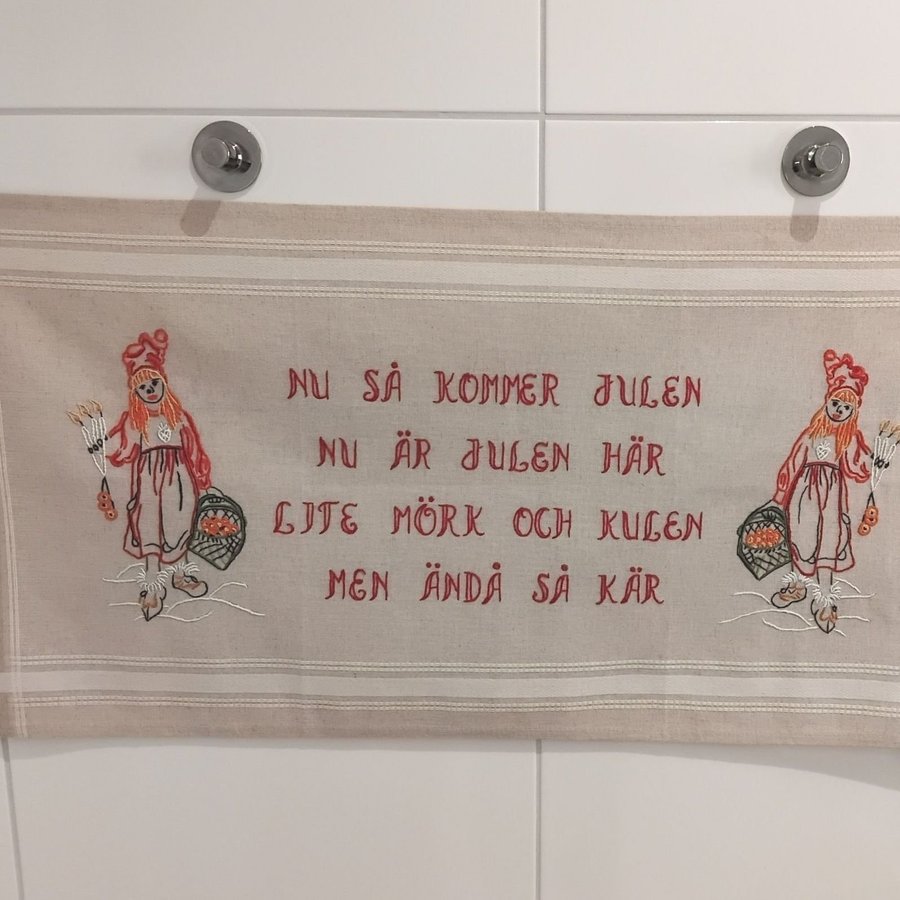 NU SÅ KOMMER JULEN
NU ÄR JULEN HÄR
LITE MÖRK OCH KULEN
MEN ÄNDÅ SÅ KÄR